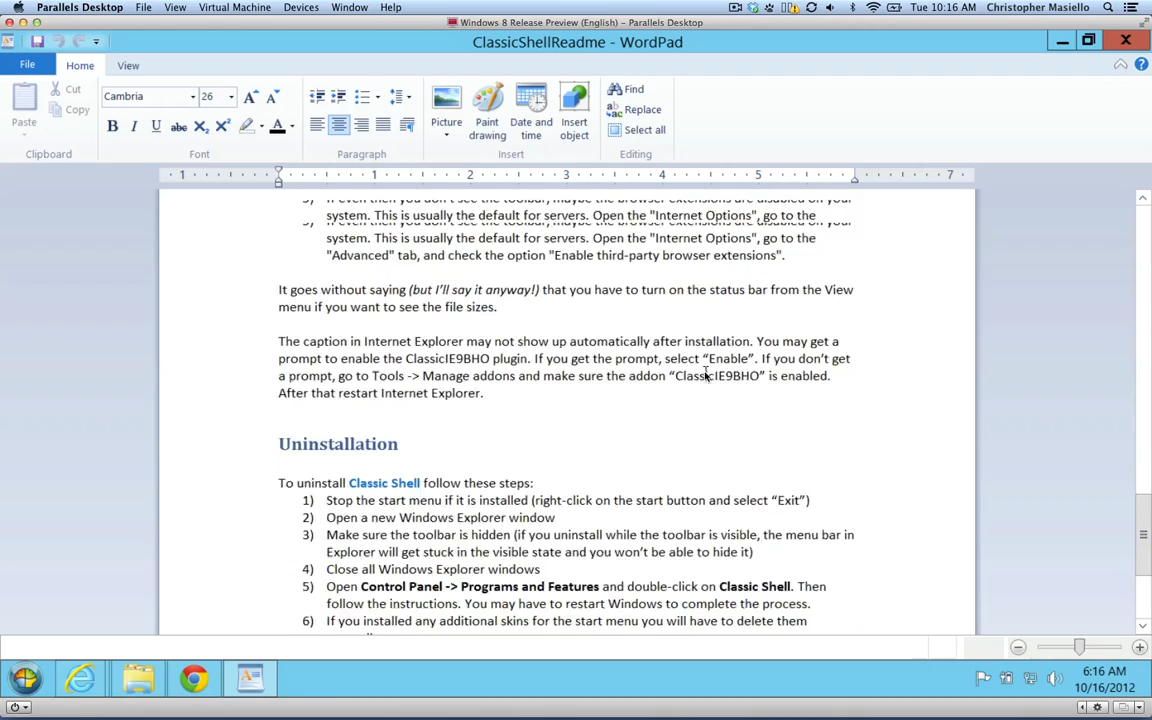 Parallels Desktop File View Virtual Machine Devices Window Help Tue 10:16 AM Christopher Masiello
Windows 8 Release Preview (English) - Parallels Desktop
ClassicShellReadme - WordPad
File Home View
Cut
Copy
Paste
Clipboard
Cambria 26
B I U abc X2 X2 A
Font
Paragraph
Picture
Paint drawing
Date and time
Insert object
Insert
Find
Replace
Select all
Editing
1 1 2 3 4 5 7
system. This is usually the default for servers. Open the "Internet Options", go to the
system. This is usually the default for servers. Open the "Internet Options", go to the
"Advanced" tab, and check the option "Enable third-party browser extensions".
It goes without saying (but I'll say it anyway!) that you have to turn on the status bar from the View
menu if you want to see the file sizes.
The caption in Internet Explorer may not show up automatically after installation. You may get a
prompt to enable the ClassicIE9BHO plugin. If you get the prompt, select “Enable”. If you don’t get
a prompt, go to Tools -> Manage addons and make sure the addon “ClassicIE9BHO” is enabled.
After that restart Internet Explorer.
Uninstallation
To uninstall Classic Shell follow these steps:
1) Stop the start menu if it is installed (right-click on the start button and select “Exit”)
2) Open a new Windows Explorer window
3) Make sure the toolbar is hidden (if you uninstall while the toolbar is visible, the menu bar in
Explorer will get stuck in the visible state and you won’t be able to hide it)
4) Close all Windows Explorer windows
5) Open Control Panel -> Programs and Features and double-click on Classic Shell. Then
follow the instructions. You may have to restart Windows to complete the process.
6) If you installed any additional skins for the start menu you will have to delete them
6:16 AM
10/16/2012